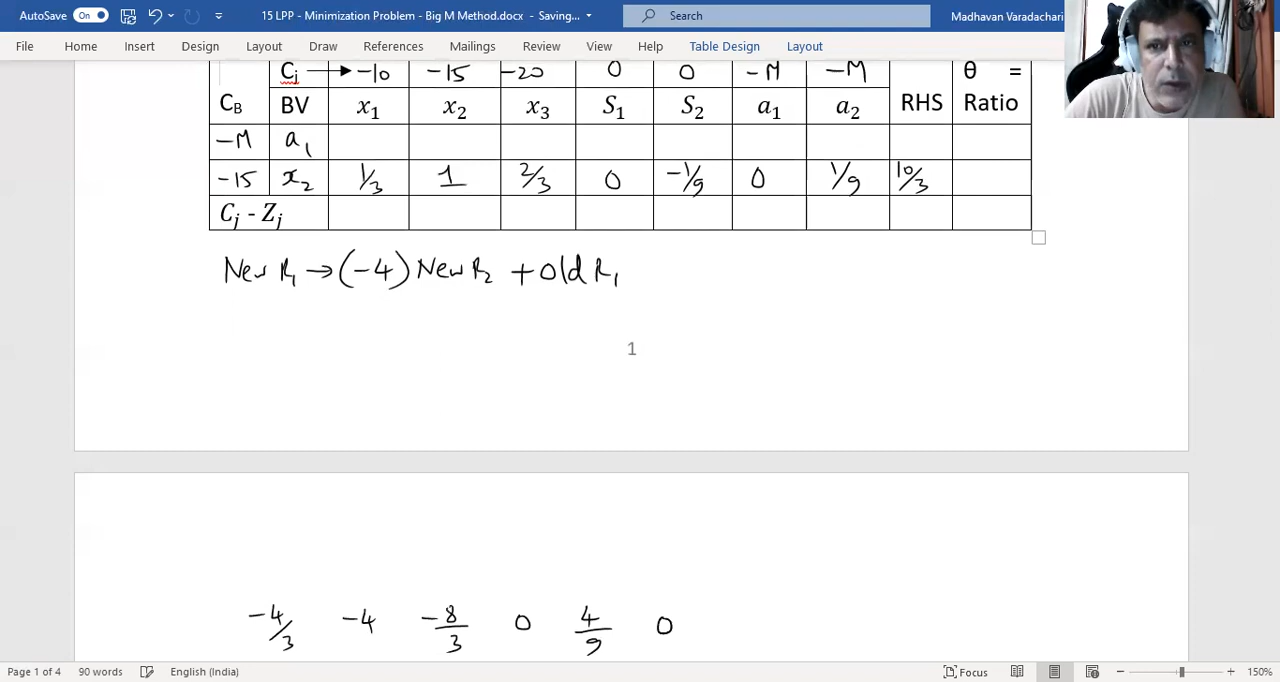 AutoSave On 15 LPP - Minimization Problem - Big M Method.docx - Saving... Search Madhavan Varadachari
File Home Insert Design Layout Draw References Mailings Review View Help Table Design Layout
Cj → -10 -15 -20 0 0 -M -M θ =
CB BV x1 x2 x3 S1 S2 a1 a2 RHS Ratio
-M a1
-15 x2 1/3 1 2/3 0 -1/9 0 1/9 10/3
Cj - Zj
New R1 → (-4) New R2 + Old R1
1
-4/3 -4 -8/3 0 4/9 0
Page 1 of 4 90 words English (India) Focus 150%